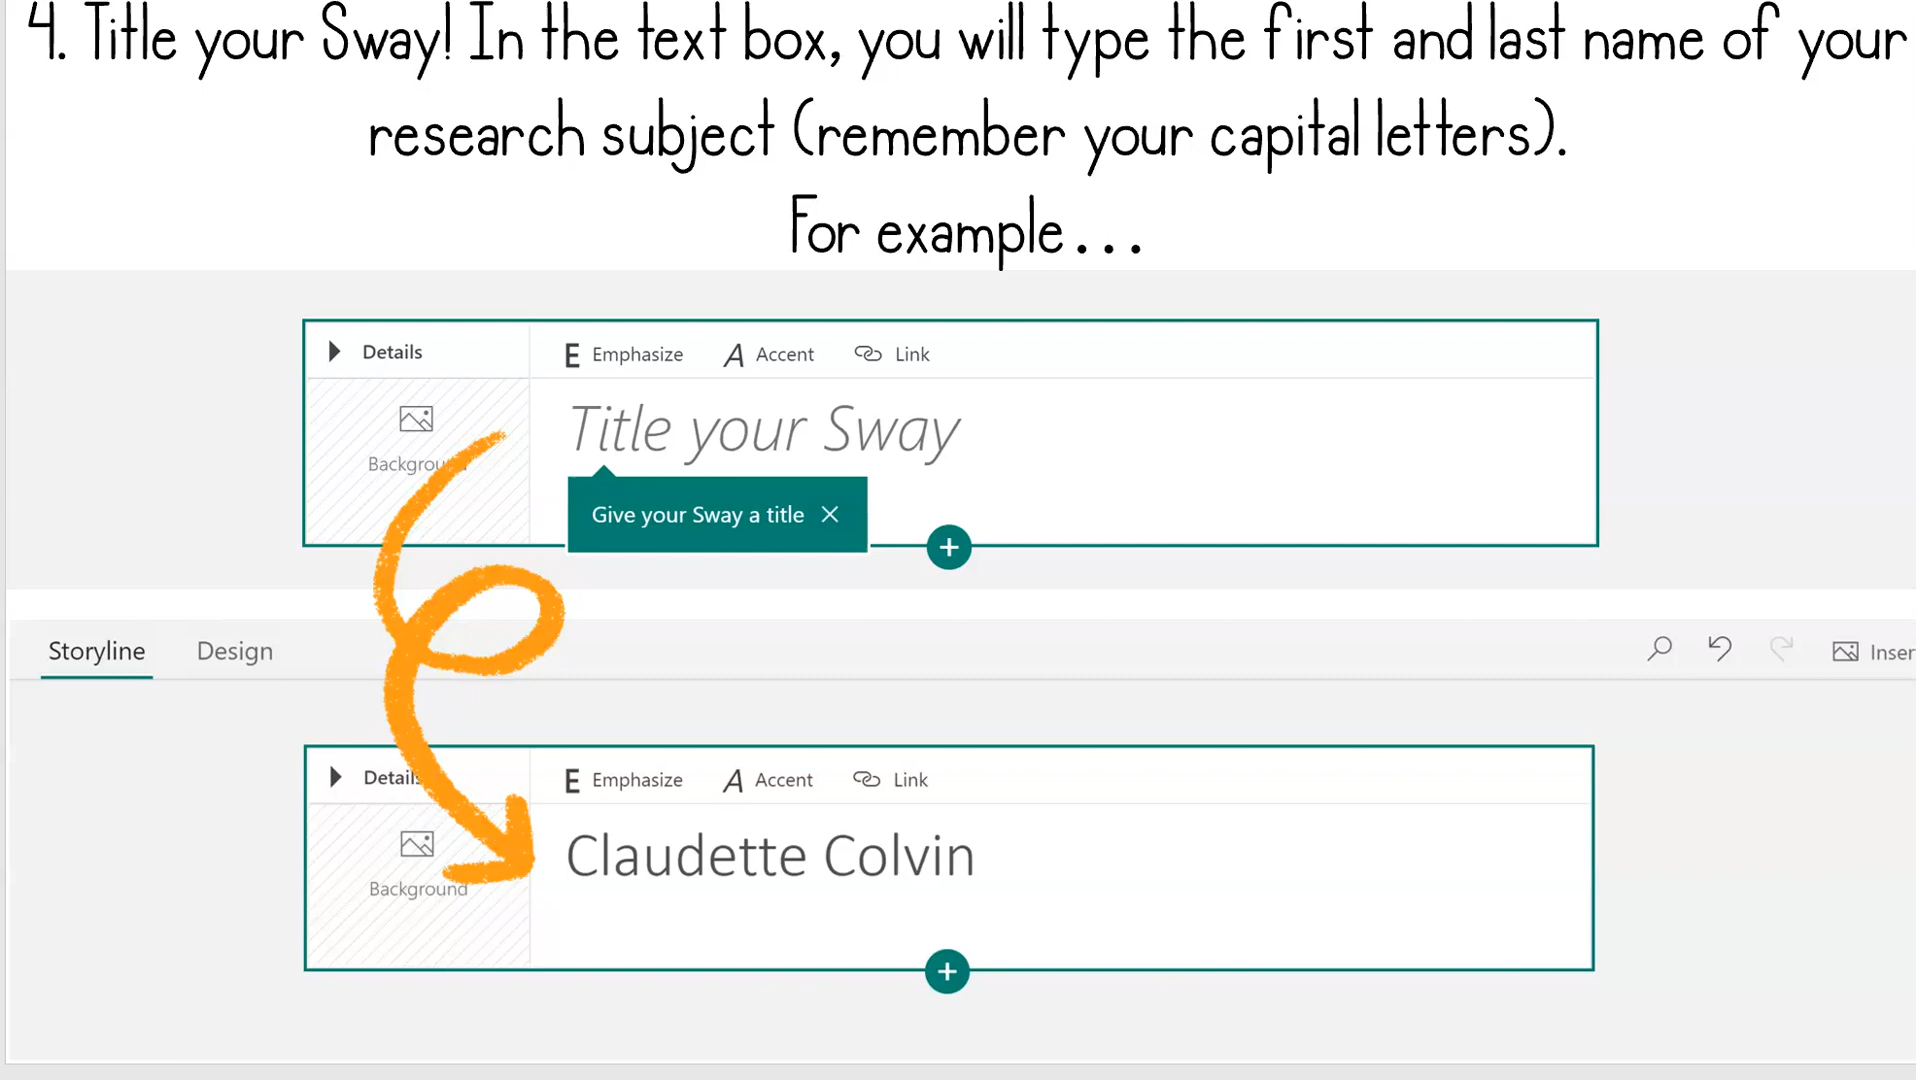 4. Title your Sway! In the text box, you will type the first and last name of your
research subject (remember your capital letters).
For example...
Details
E Emphasize
A Accent
Link
Background
Title your Sway
Give your Sway a title
Storyline
Design
Inser
Details
E Emphasize
A Accent
Link
Background
Claudette Colvin